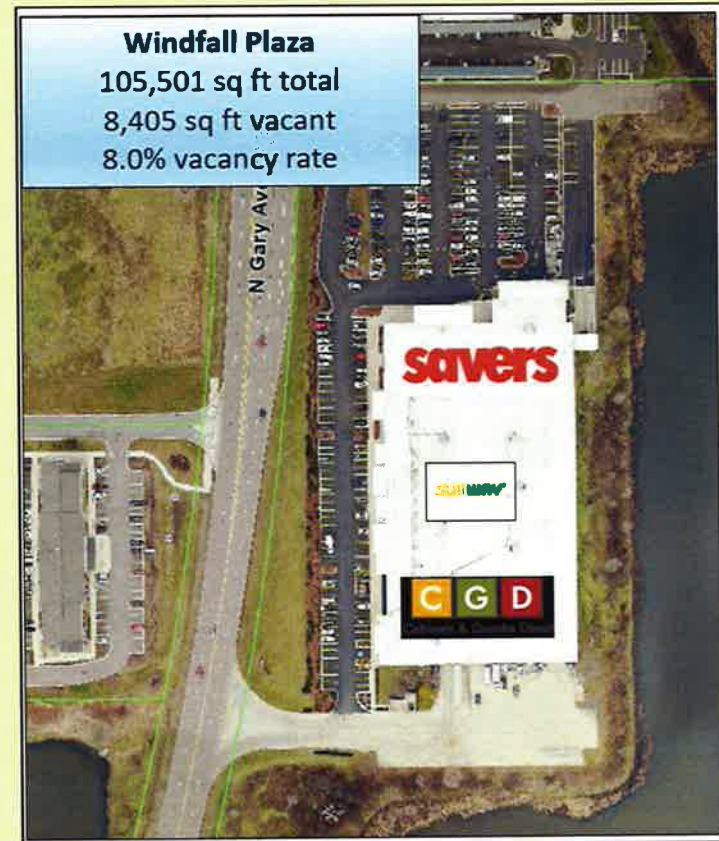 Windfall Plaza
105,501 sq ft total
8,405 sq ft vacant
8.0% vacancy rate
N Gary Av
savers
SUBWAY
C G D